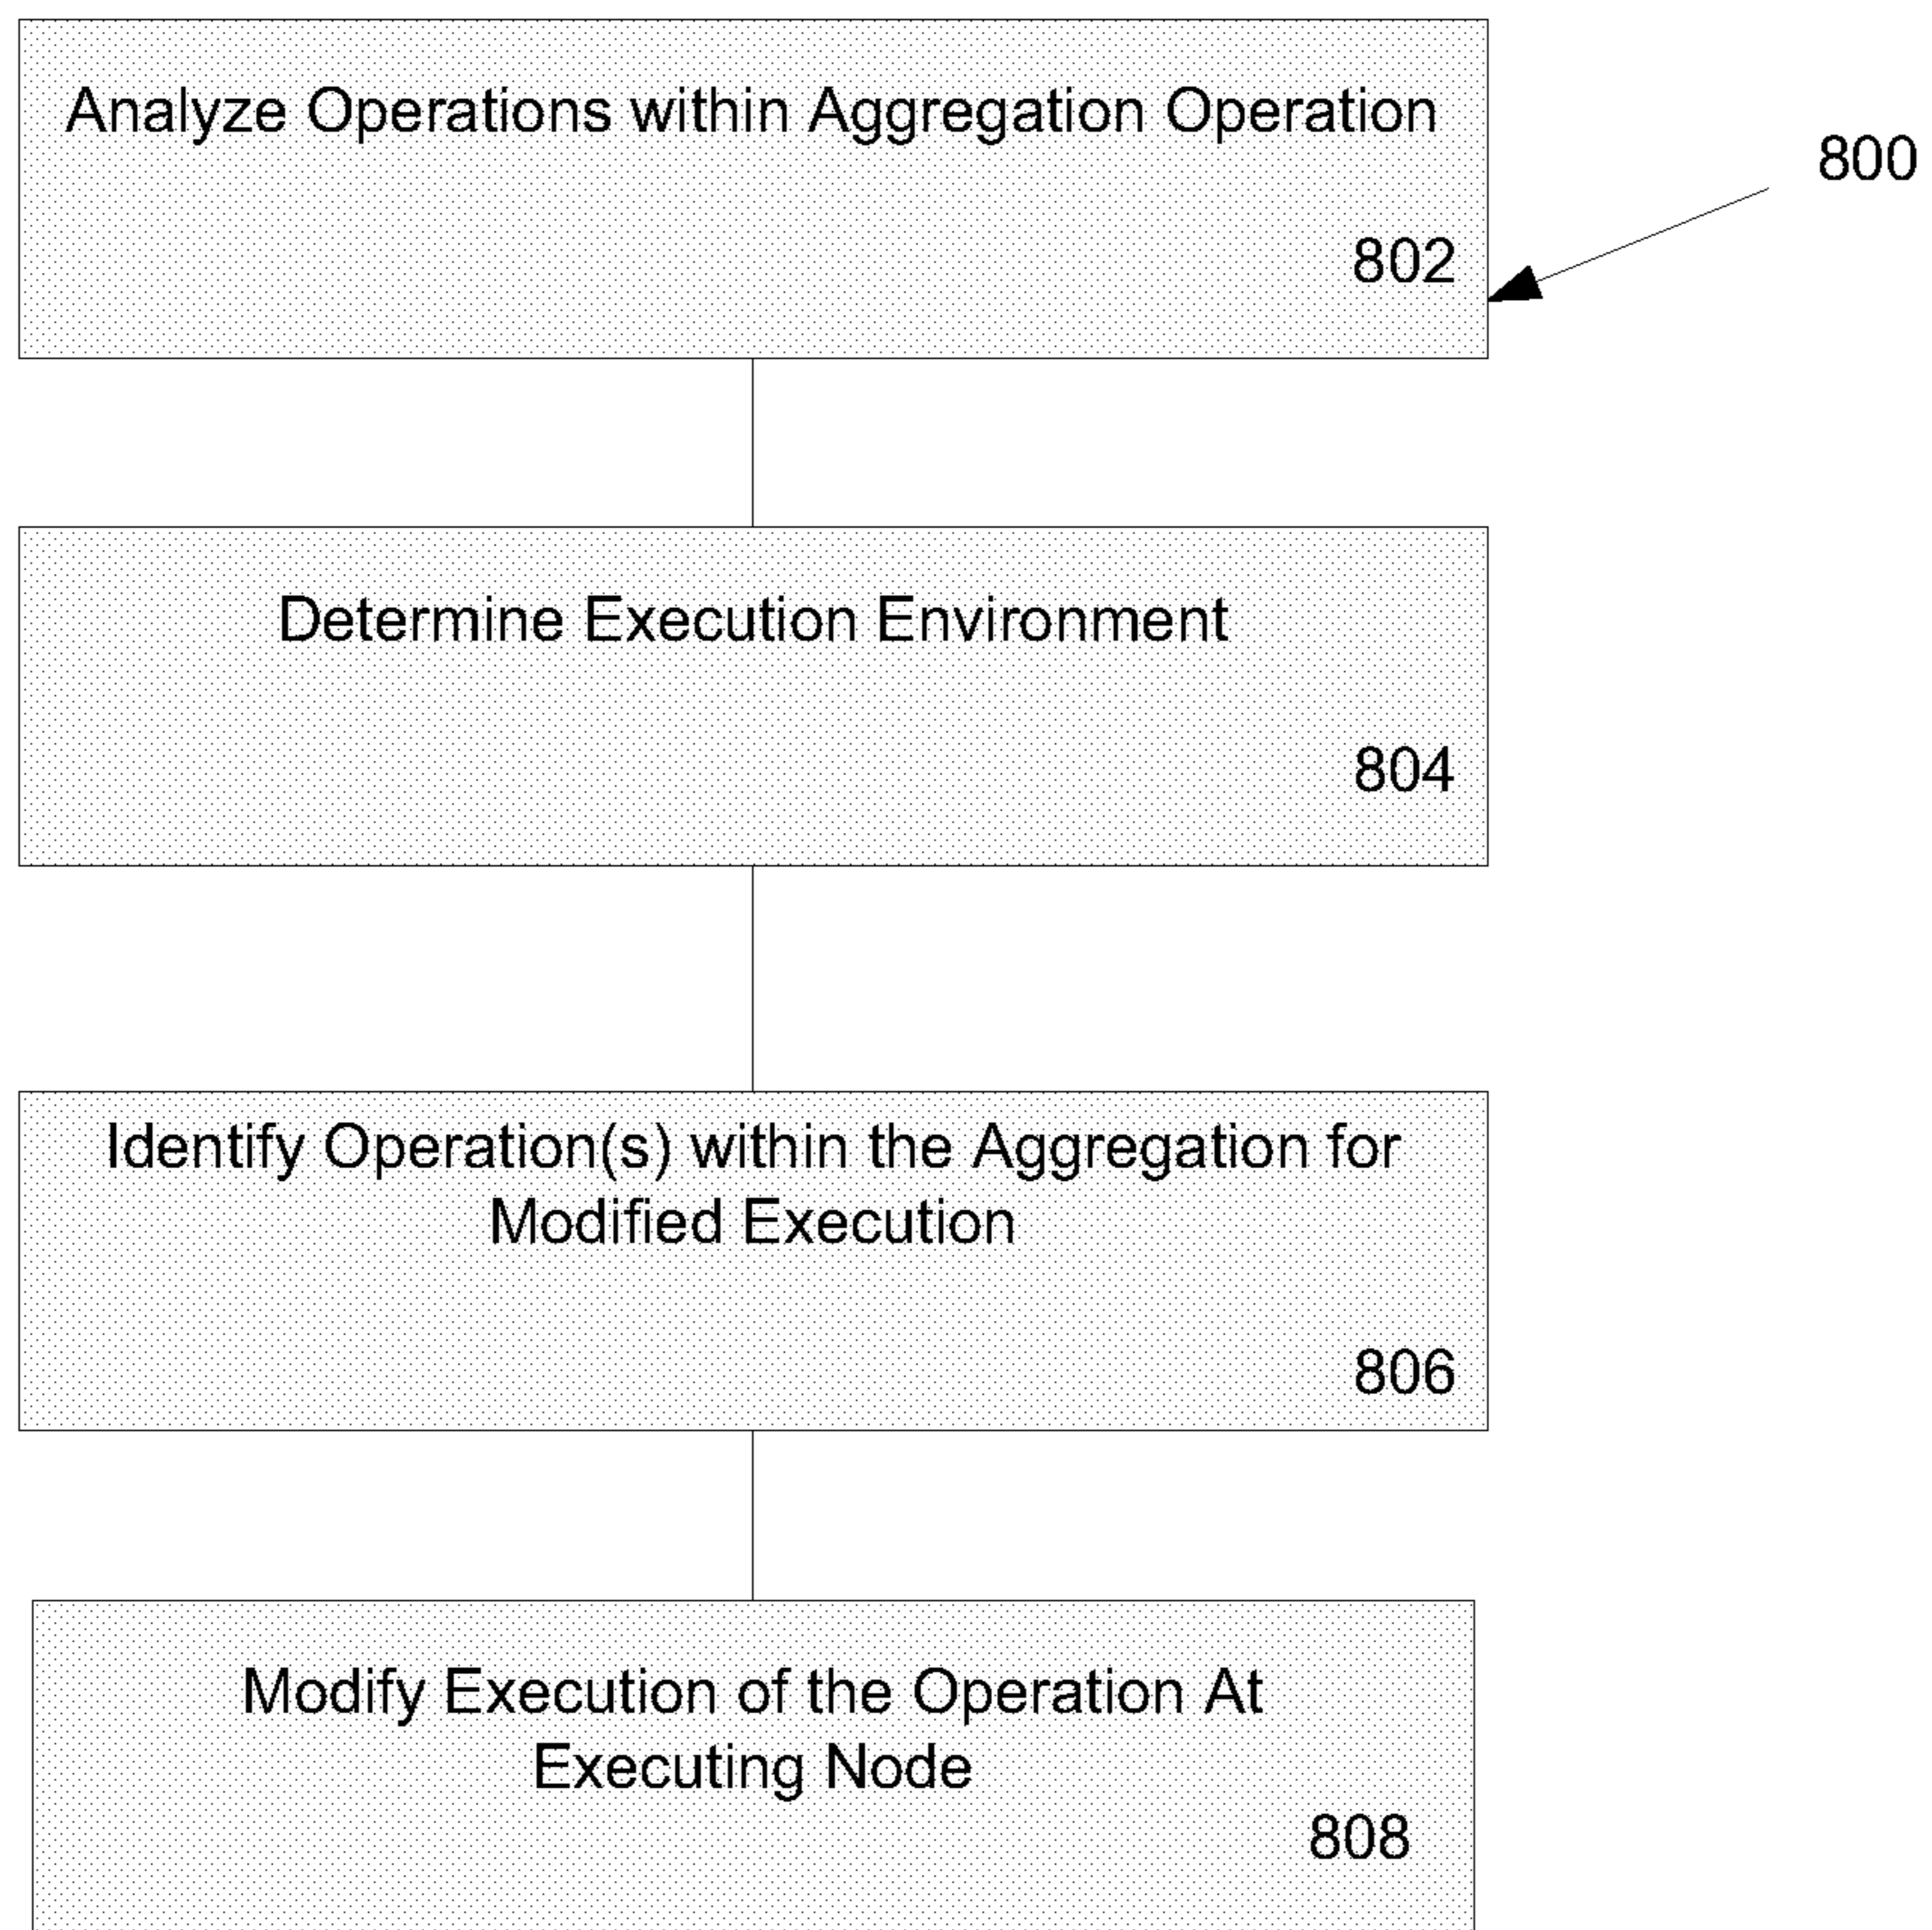 Analyze Operations within Aggregation Operation
800
802
Determine Execution Environment
804
Identify Operation(s) within the Aggregation for
Modified Execution
806
Modify Execution of the Operation At
Executing Node
808